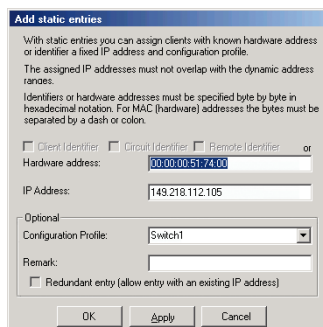 Add static entries
With static entries you can assign clients with known hardware address
or identifier a fixed IP address and configuration profile.
The assigned IP addresses must not overlap with the dynamic address
ranges.
Identifiers or hardware addresses must be specified byte by byte in
hexadecimal notation. For MAC (hardware) addresses the bytes must be
separated by a dash or colon.
Client Identifier Circuit Identifier Remote Identifier or
Hardware address: 00:00:00:51:74:00
IP Address: 149.218.112.105
Optional
Configuration Profile: Switch1
Remark:
Redundant entry (allow entry with an existing IP address)
OK Apply Cancel